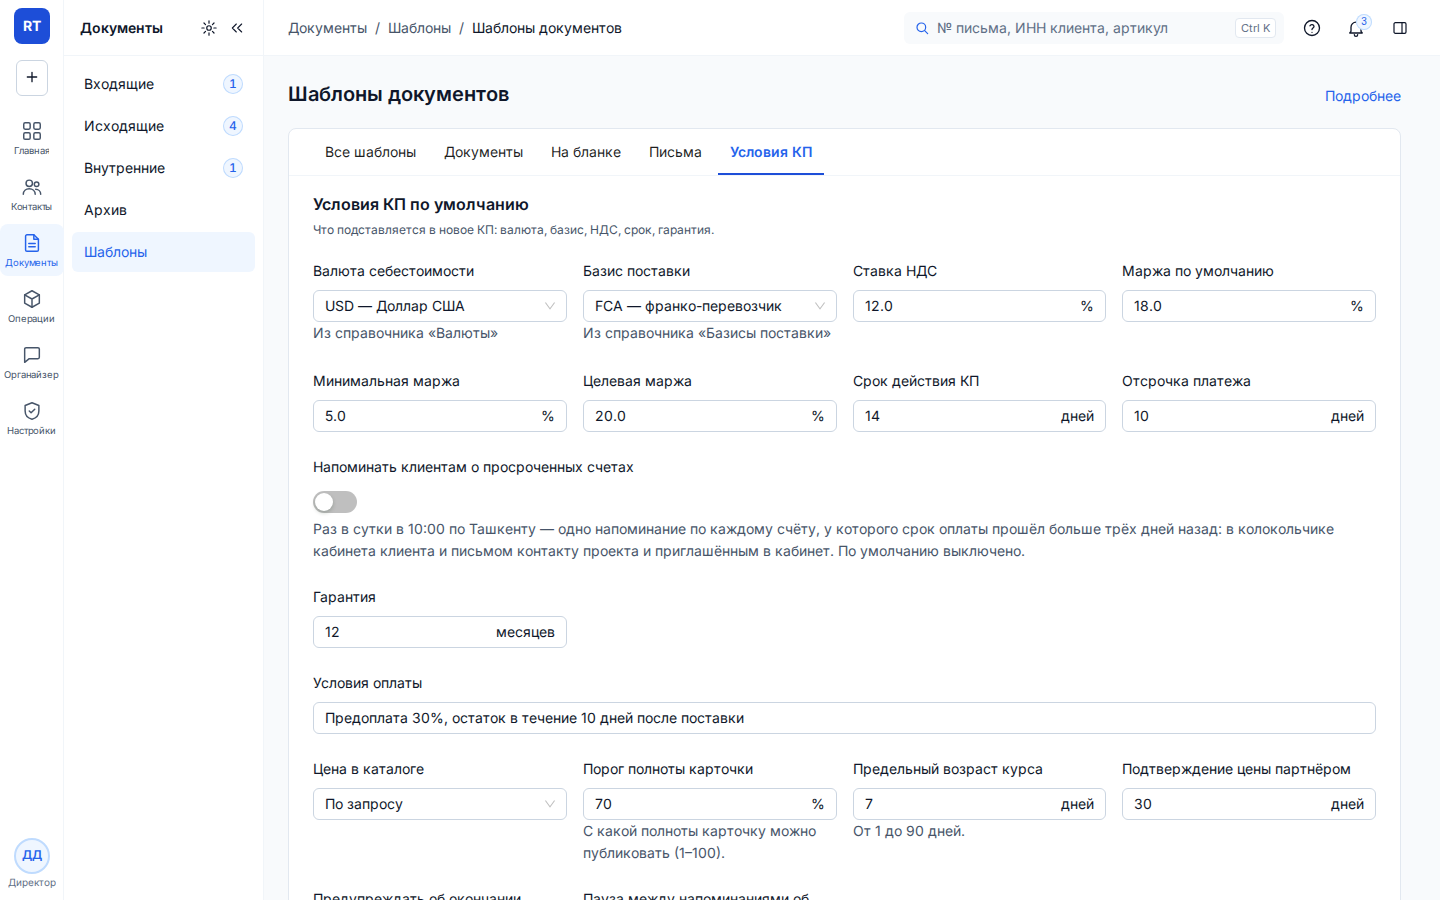 RT
Документы
Документы / Шаблоны / Шаблоны документов
№ письма, ИНН клиента, артикул
Ctrl K
3
Главная
Контакты
Документы
Операции
Органайзер
Настройки
ДД
Директор
Входящие 1
Исходящие 4
Внутренние 1
Архив
Шаблоны
Шаблоны документов
Подробнее
Все шаблоны Документы На бланке Письма Условия КП
Условия КП по умолчанию
Что подставляется в новое КП: валюта, базис, НДС, срок, гарантия.
Валюта себестоимости Базис поставки Ставка НДС Маржа по умолчанию
USD — Доллар США FCA — франко-перевозчик 12.0 % 18.0 %
Из справочника «Валюты» Из справочника «Базисы поставки»
Минимальная маржа Целевая маржа Срок действия КП Отсрочка платежа
5.0 % 20.0 % 14 дней 10 дней
Напоминать клиентам о просроченных счетах
Раз в сутки в 10:00 по Ташкенту — одно напоминание по каждому счёту, у которого срок оплаты прошёл больше трёх дней назад: в колокольчике
кабинета клиента и письмом контакту проекта и приглашённым в кабинет. По умолчанию выключено.
Гарантия
12 месяцев
Условия оплаты
Предоплата 30%, остаток в течение 10 дней после поставки
Цена в каталоге Порог полноты карточки Предельный возраст курса Подтверждение цены партнёром
По запросу 70 % 7 дней 30 дней
С какой полноты карточку можно От 1 до 90 дней.
публиковать (1–100).
Предупреждать об окончании Пауза между напоминаниями об